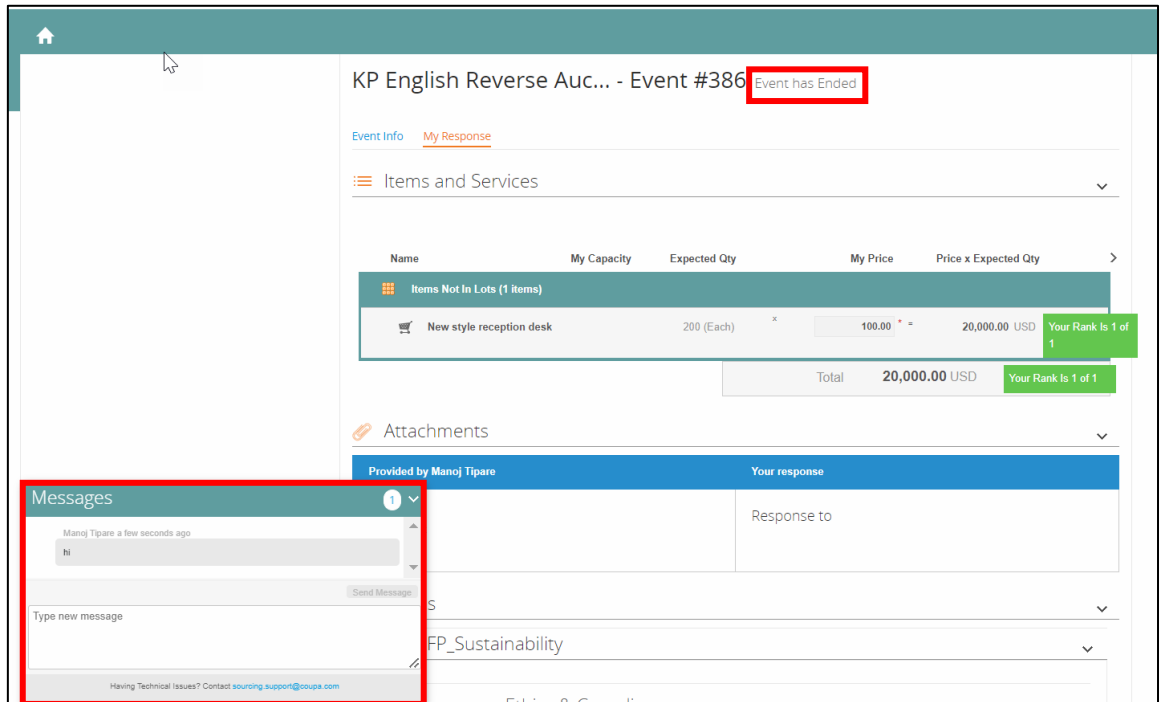 KP English Reverse Auc... - Event #386 Event has Ended
Event Info My Response
Items and Services
Name My Capacity Expected Qty My Price Price x Expected Qty
Items Not In Lots (1 items)
New style reception desk 200 (Each) x 100.00 * = 20,000.00 USD Your Rank Is 1 of
1
Total 20,000.00 USD Your Rank Is 1 of 1
Attachments
Provided by Manoj Tipare Your response
Response to
Messages 1
Manoj Tipare a few seconds ago
hi
Send Message
Type new message
Having Technical Issues? Contact sourcing.support@coupa.com
s
FP_Sustainability